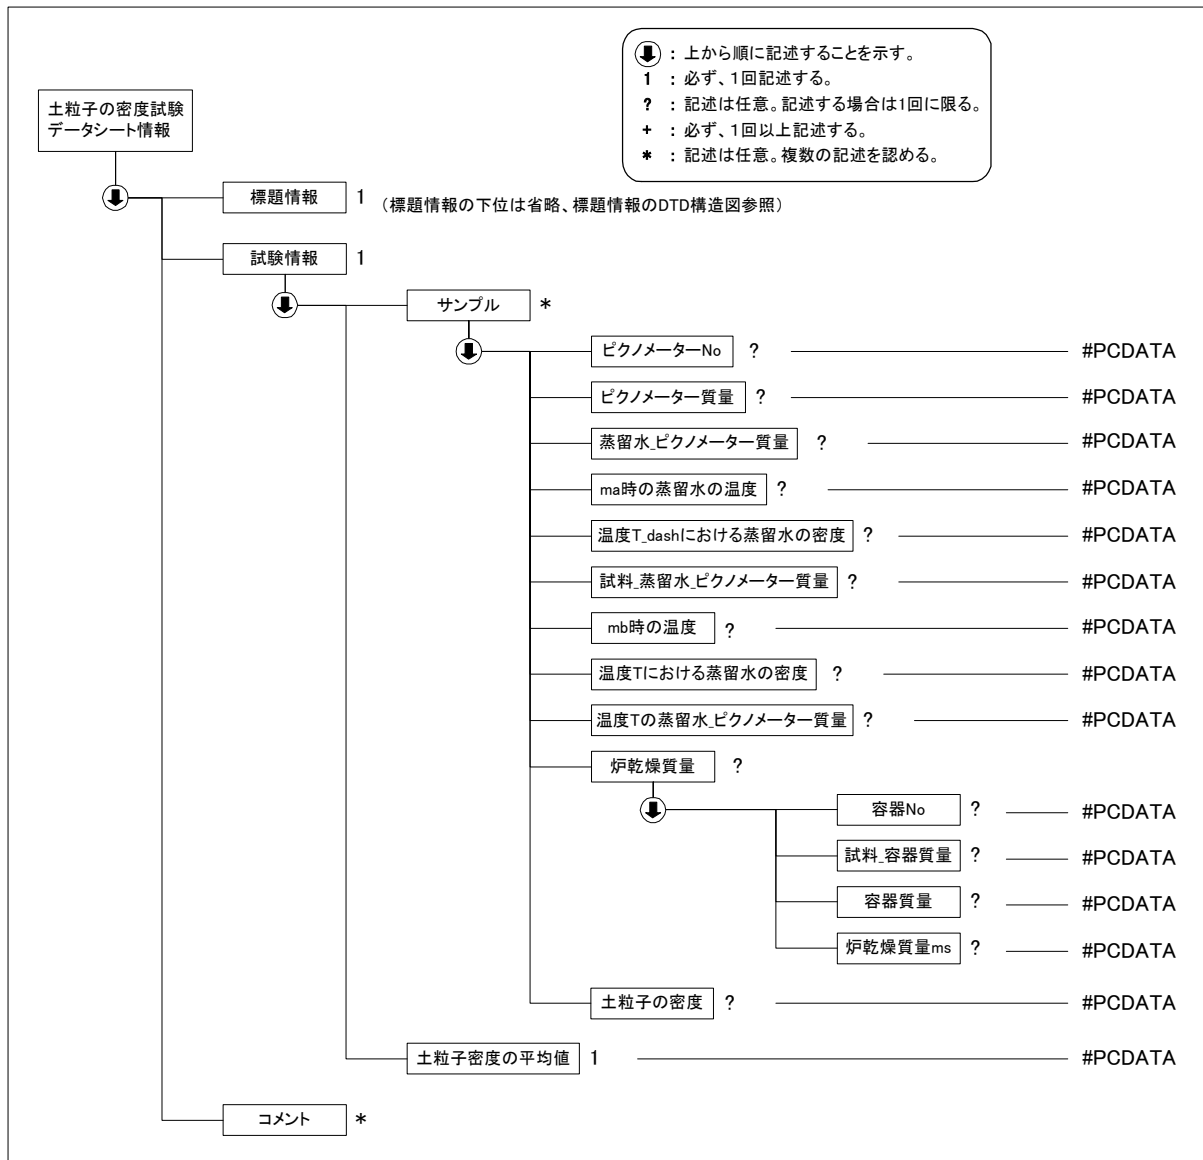 ：上から順に記述することを示す。
1 ：必ず、1回記述する。
? ：記述は任意。記述する場合は1回に限る。
+ ：必ず、1回以上記述する。
* ：記述は任意。複数の記述を認める。
土粒子の密度試験
データシート情報
標題情報 1 （標題情報の下位は省略、標題情報のDTD構造図参照）
試験情報 1
サンプル *
ピクノメーターNo ? #PCDATA
ピクノメーター質量 ? #PCDATA
蒸留水_ピクノメーター質量 ? #PCDATA
ma時の蒸留水の温度 ? #PCDATA
温度T_dashにおける蒸留水の密度 ? #PCDATA
試料_蒸留水_ピクノメーター質量 ? #PCDATA
mb時の温度 ? #PCDATA
温度Tにおける蒸留水の密度 ? #PCDATA
温度Tの蒸留水_ピクノメーター質量 ? #PCDATA
炉乾燥質量 ?
容器No ? #PCDATA
試料_容器質量 ? #PCDATA
容器質量 ? #PCDATA
炉乾燥質量ms ? #PCDATA
土粒子の密度 ? #PCDATA
土粒子密度の平均値 1 #PCDATA
コメント *